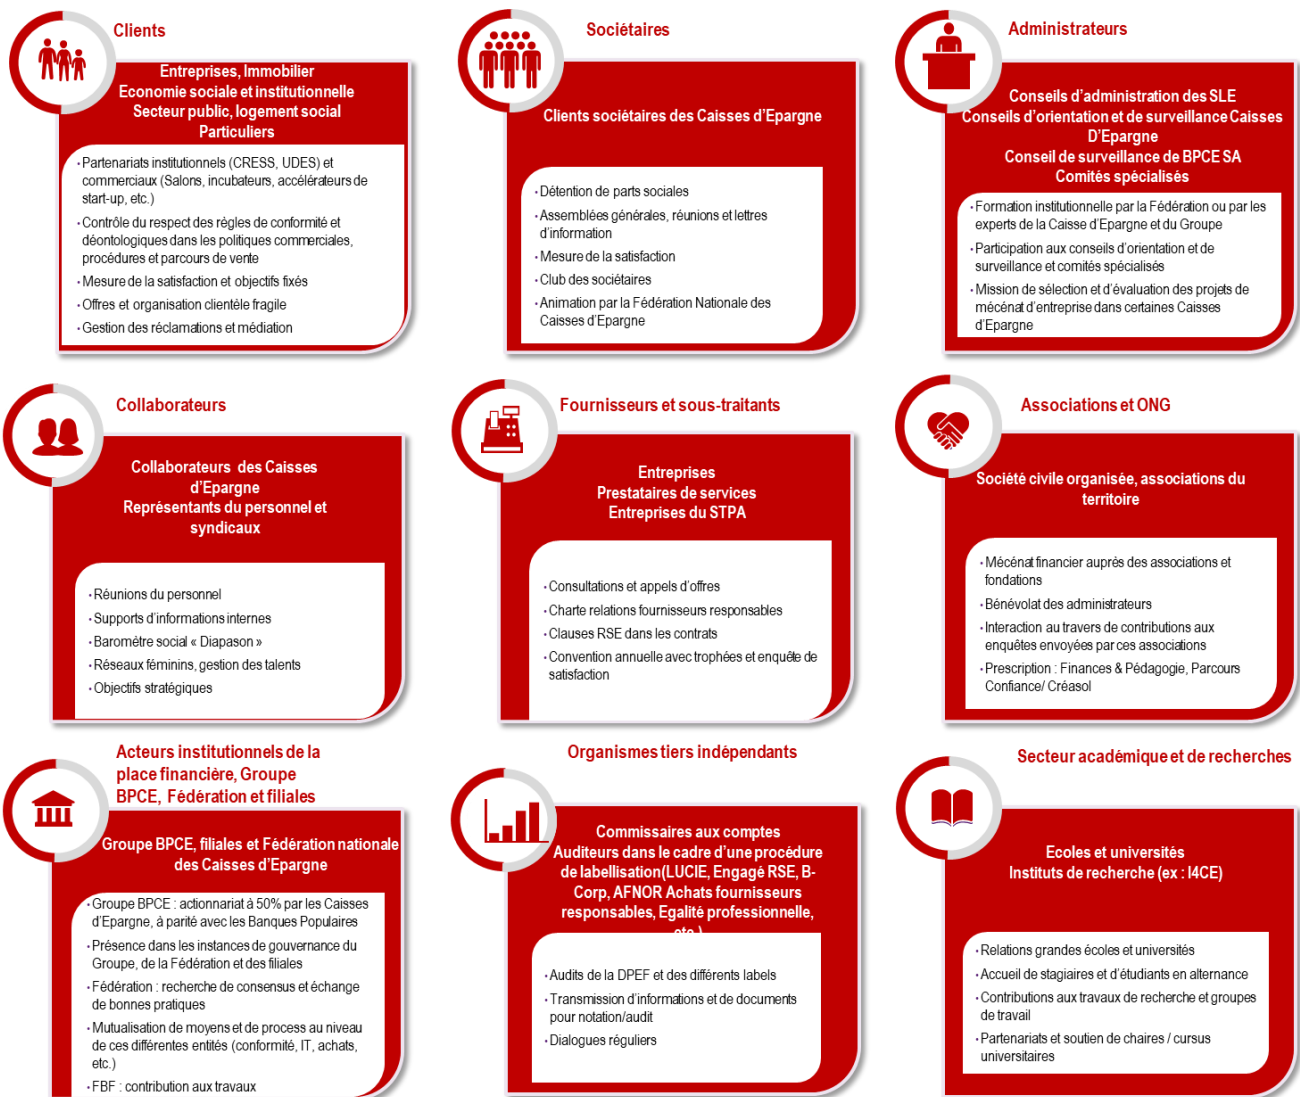 Clients
Entreprises, Immobilier
Economie sociale et institutionnelle
Secteur public, logement social
Particuliers
· Partenariats institutionnels (CRESS, UDES) et
commerciaux (Salons, incubateurs, accélérateurs de
start-up, etc.)
· Contrôle du respect des règles de conformité et
déontologiques dans les politiques commerciales,
procédures et parcours de vente
· Mesure de la satisfaction et objectifs fixés
· Offres et organisation clientèle fragile
· Gestion des réclamations et médiation
Sociétaires
Clients sociétaires des Caisses d'Epargne
· Détention de parts sociales
· Assemblées générales, réunions et lettres
d'information
· Mesure de la satisfaction
· Club des sociétaires
· Animation par la Fédération Nationale des
Caisses d'Epargne
Administrateurs
Conseils d'administration des SLE
Conseils d'orientation et de surveillance Caisses
D'Epargne
Conseil de surveillance de BPCE SA
Comités spécialisés
· Formation institutionnelle par la Fédération ou par les
experts de la Caisse d'Epargne et du Groupe
· Participation aux conseils d'orientation et de
surveillance et comités spécialisés
· Mission de sélection et d'évaluation des projets de
mécénat d'entreprise dans certaines Caisses
d'Epargne
Collaborateurs
Collaborateurs des Caisses
d'Epargne
Représentants du personnel et
syndicaux
· Réunions du personnel
· Supports d'informations internes
· Baromètre social « Diapason »
· Réseaux féminins, gestion des talents
· Objectifs stratégiques
Fournisseurs et sous-traitants
Entreprises
Prestataires de services
Entreprises du STPA
· Consultations et appels d'offres
· Charte relations fournisseurs responsables
· Clauses RSE dans les contrats
· Convention annuelle avec trophées et enquête de
satisfaction
Associations et ONG
Société civile organisée, associations du
territoire
· Mécénat financier auprès des associations et
fondations
· Bénévolat des administrateurs
· Interaction au travers de contributions aux
enquêtes envoyées par ces associations
· Prescription : Finances & Pédagogie, Parcours
Confiance/ Créasol
Acteurs institutionnels de la
place financière, Groupe
BPCE, Fédération et filiales
Groupe BPCE, filiales et Fédération nationale
des Caisses d'Epargne
· Groupe BPCE : actionnariat à 50% par les Caisses
d'Epargne, à parité avec les Banques Populaires
· Présence dans les instances de gouvernance du
Groupe, de la Fédération et des filiales
· Fédération : recherche de consensus et échange
de bonnes pratiques
· Mutualisation de moyens et de process au niveau
de ces différentes entités (conformité, IT, achats,
etc.)
· FBF : contribution aux travaux
Organismes tiers indépendants
Commissaires aux comptes
Auditeurs dans le cadre d'une procédure
de labellisation(LUCIE, Engagé RSE, B-
Corp, AFNOR Achats fournisseurs
responsables, Egalité professionnelle,
etc.)
· Audits de la DPEF et des différents labels
· Transmission d'informations et de documents
pour notation/audit
· Dialogues réguliers
Secteur académique et de recherches
Ecoles et universités
Instituts de recherche (ex : I4CE)
· Relations grandes écoles et universités
· Accueil de stagiaires et d'étudiants en alternance
· Contributions aux travaux de recherche et groupes
de travail
· Partenariats et soutien de chaires / cursus
universitaires